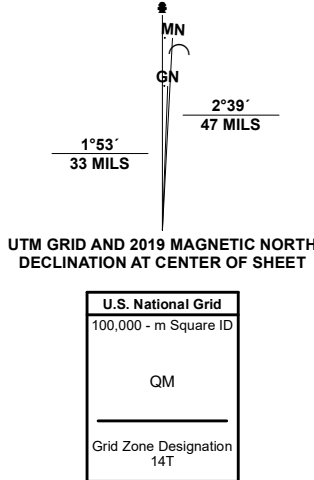 MN
GN
2°39´
47 MILS
1°53´
33 MILS
UTM GRID AND 2019 MAGNETIC NORTH
DECLINATION AT CENTER OF SHEET
U.S. National Grid
100,000 - m Square ID
QM
Grid Zone Designation
14T